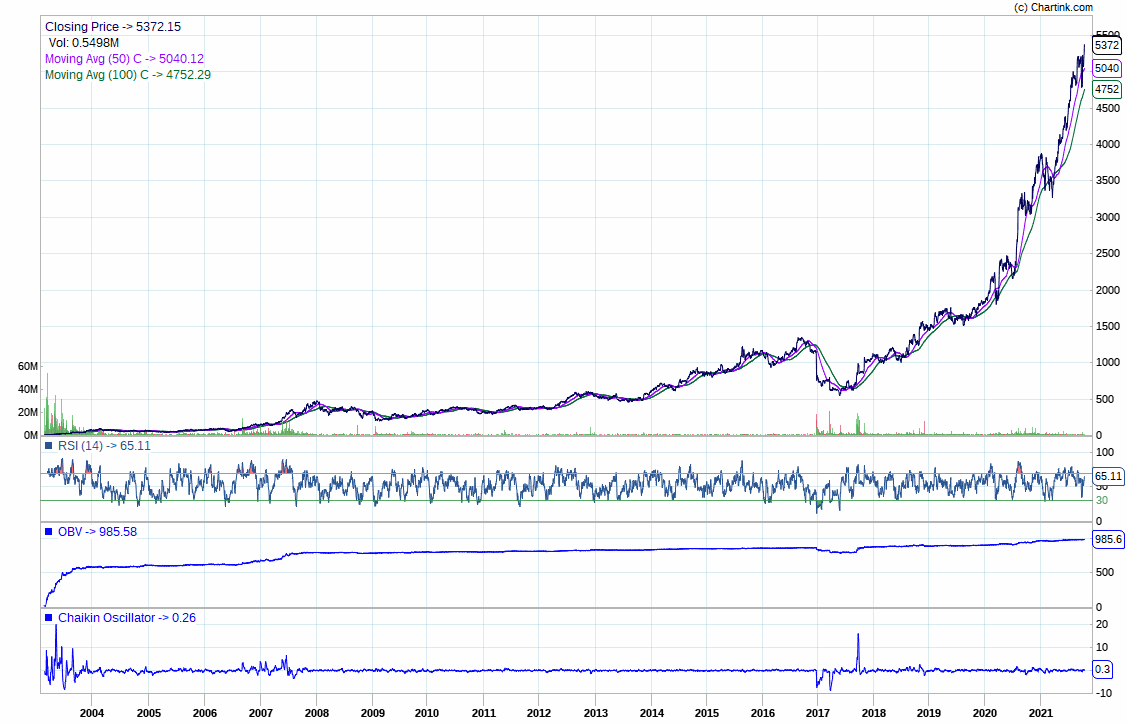 (c) Chartink.com
Closing Price -> 5372.15
Vol: 0.5498M
Moving Avg (50) C -> 5040.12
Moving Avg (100) C -> 4752.29
5500
5372
5040
4752
4500
4000
3500
3000
2500
2000
1500
1000
500
0
60M
40M
20M
0M
RSI (14) -> 65.11
100
65.11
50
30
0
OBV -> 985.58
985.6
500
0
Chaikin Oscillator -> 0.26
20
10
0.3
-10
2004 2005 2006 2007 2008 2009 2010 2011 2012 2013 2014 2015 2016 2017 2018 2019 2020 2021